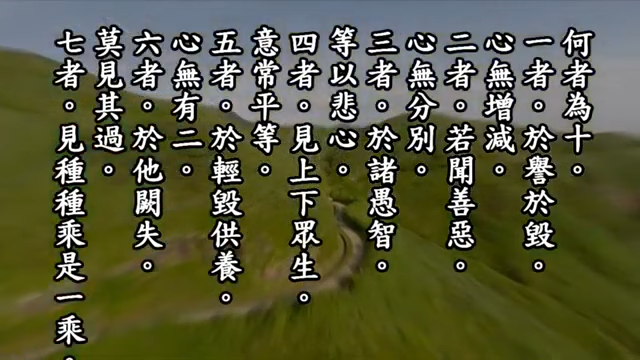 何者為十。
一者。於譽於毀。
心無增減。
二者。若聞善惡。
心無分別。
三者。於諸愚智。
等以悲心。
四者。見上下眾生。
意常平等。
五者。於輕毀供養。
心無有二。
六者。於他闕失。
莫見其過。
七者。見種種乘是一乘。